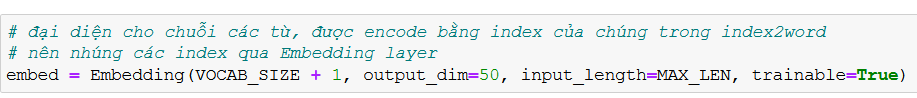 # đại diện cho chuỗi các từ, được encode bằng index của chúng trong index2word
# nên nhúng các index qua Embedding layer
embed = Embedding(VOCAB_SIZE + 1, output_dim=50, input_length=MAX_LEN, trainable=True)